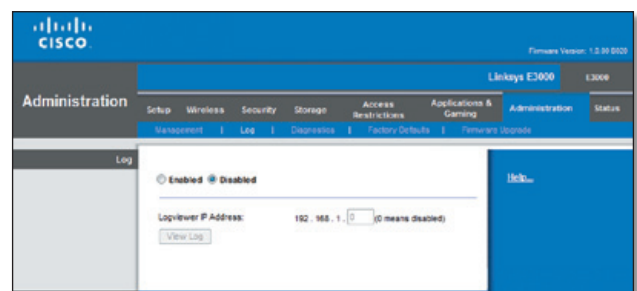 CISCO
Firmware Version: 1.0.00 B020
Linksys E3000 E3000
Administration
Setup Wireless Security Storage Access Restrictions Applications & Gaming Administration Status
Management | Log | Diagnostics | Factory Defaults | Firmware Upgrade
Log
Enabled Disabled
Help...
Logviewer IP Address: 192 . 168 . 1 . 0 (0 means disabled)
View Log